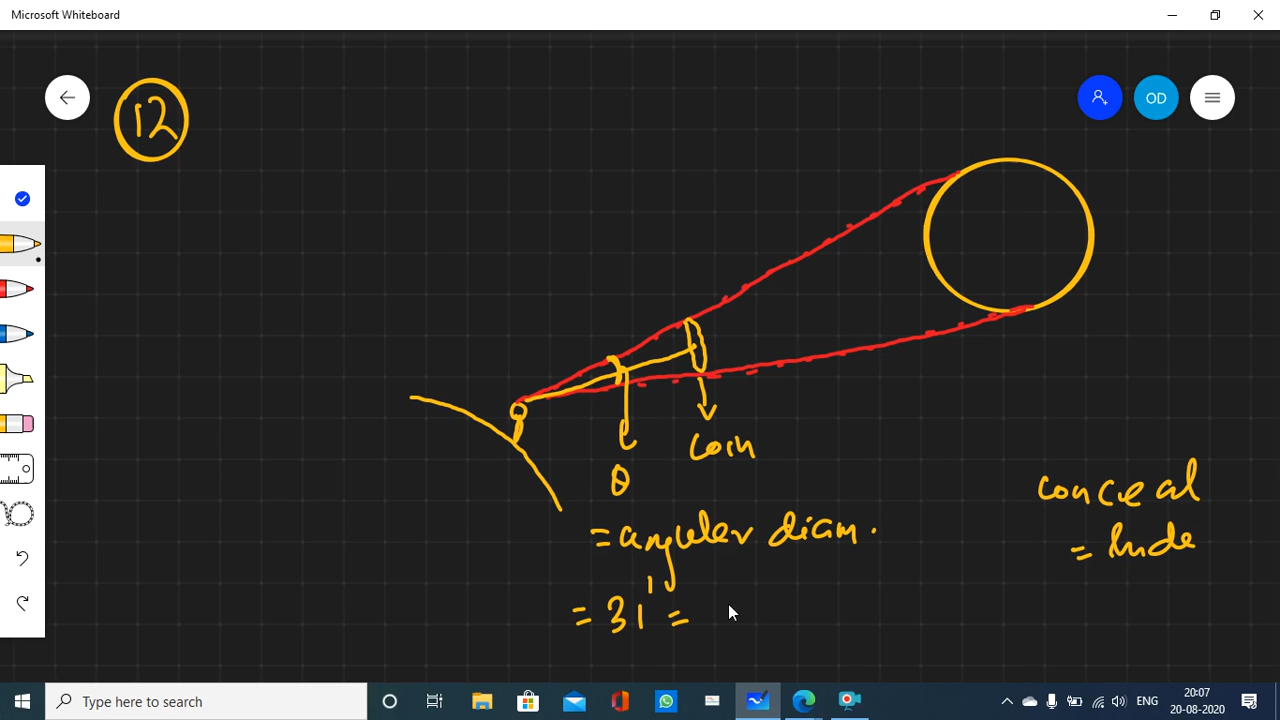 Microsoft Whiteboard
12
OD
Coin
θ
= angular diam.
= 31' =
conceal
= hide
Type here to search
ENG
20:07
20-08-2020